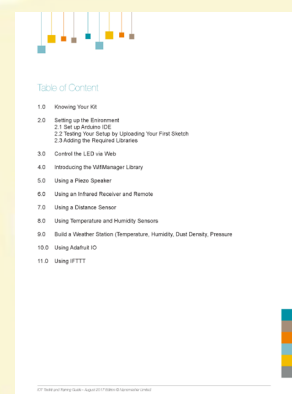 Table of Content
1.0 Knowing Your Kit
2.0 Setting up the Enironment
2.1 Set up Arduino IDE
2.2 Testing Your Setup by Uploading Your First Sketch
2.3 Adding the Required Libraries
3.0 Control the LED via Web
4.0 Introducing the WifiManager Library
5.0 Using a Piezo Speaker
6.0 Using an Infrared Receiver and Remote
7.0 Using a Distance Sensor
8.0 Using Temperature and Humidity Sensors
9.0 Build a Weather Station (Temperature, Humidity, Dust Density, Pressure
10.0 Using Adafruit IO
11.0 Using IFTTT